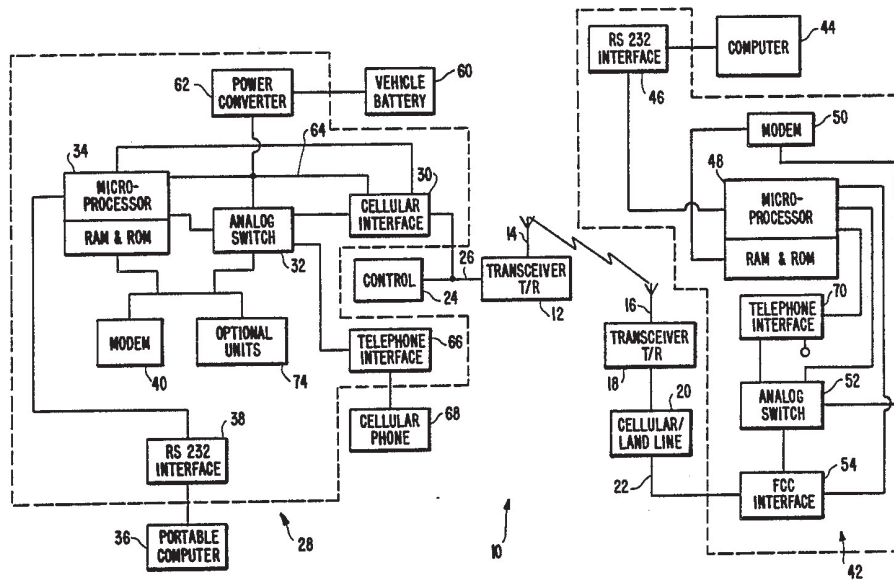 62
POWER
CONVERTER
VEHICLE
BATTERY
60
64
34
MICRO-
PROCESSOR
RAM & ROM
ANALOG
SWITCH
32
30
CELLULAR
INTERFACE
CONTROL
24
26
14
TRANSCEIVER
T/R
12
MODEM
40
OPTIONAL
UNITS
74
TELEPHONE
INTERFACE
66
CELLULAR
PHONE
68
38
RS 232
INTERFACE
36
PORTABLE
COMPUTER
28
10
16
TRANSCEIVER
T/R
18
20
CELLULAR/
LAND LINE
22
RS 232
INTERFACE
46
COMPUTER
44
MODEM
50
48
MICRO-
PROCESSOR
RAM & ROM
70
TELEPHONE
INTERFACE
52
ANALOG
SWITCH
54
FCC
INTERFACE
42